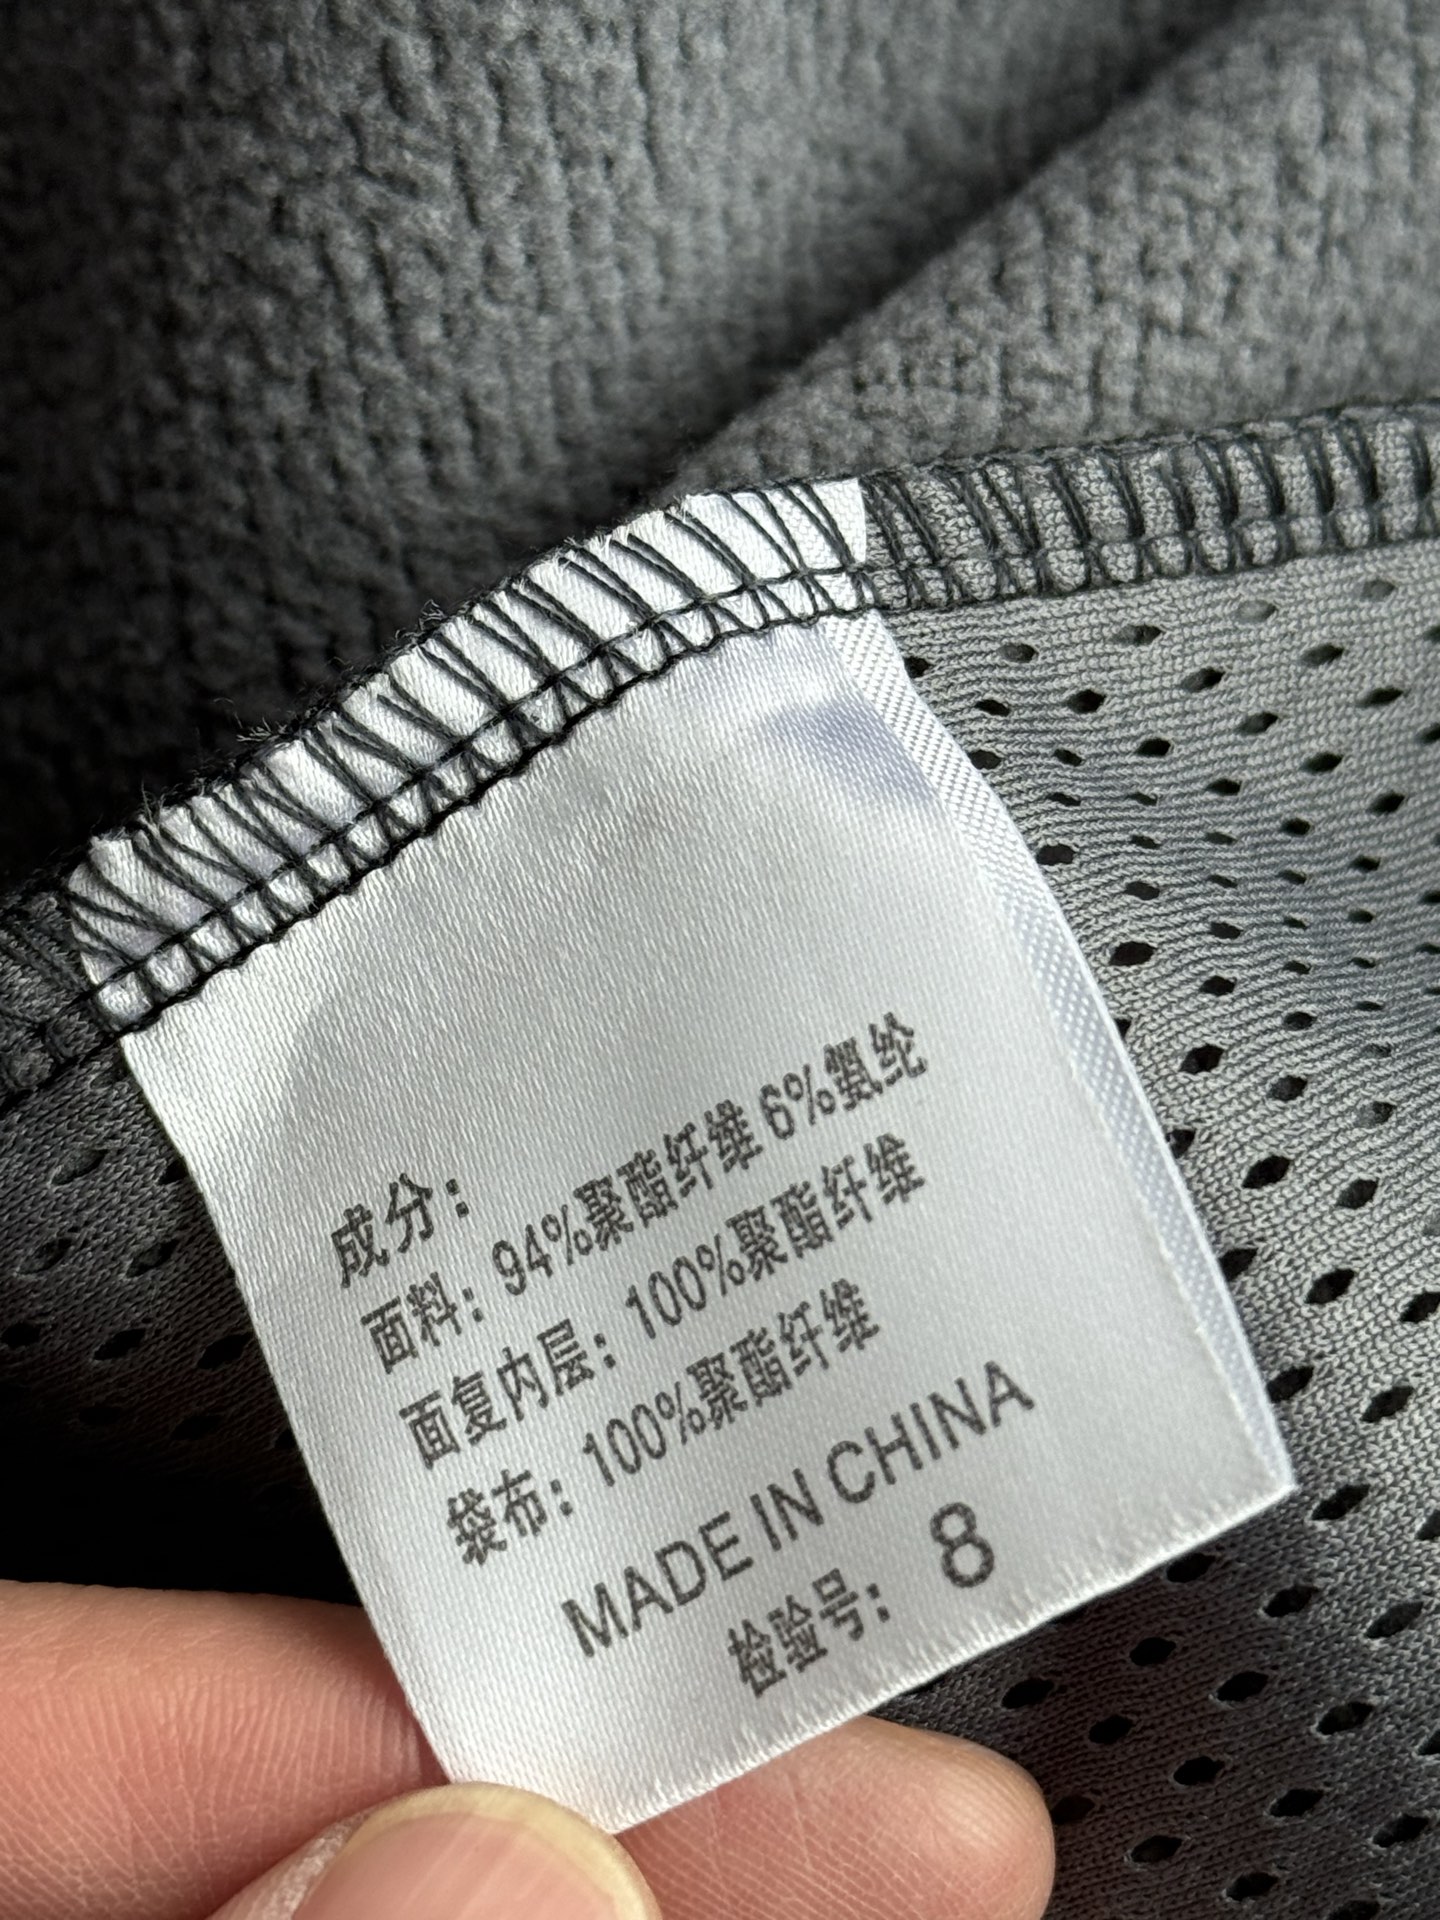 成分：
面料：94%聚酯纤维 6%氨纶
面复内层：100%聚酯纤维
袋布：100%聚酯纤维
MADE IN CHINA
检验号：8